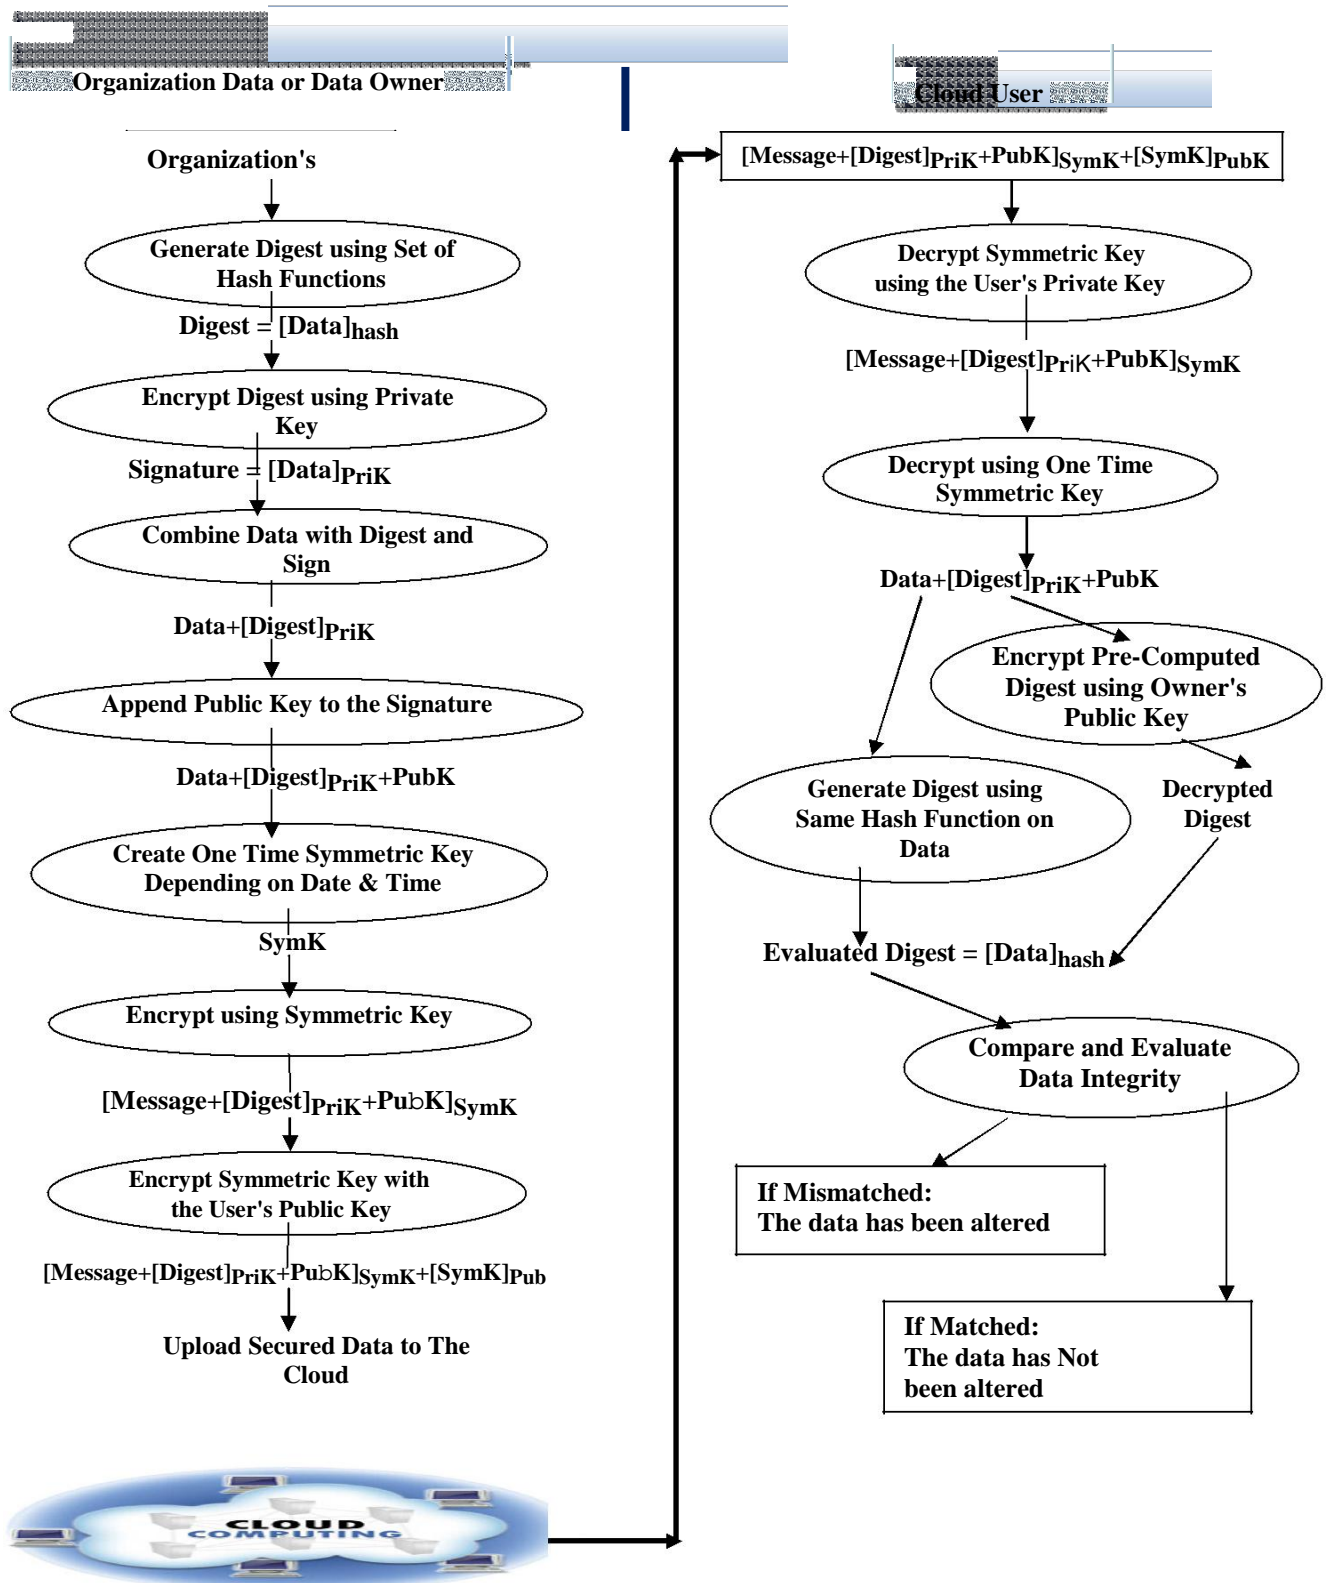 Organization Data or Data Owner
Organization's
Generate Digest using Set of
Hash Functions
Digest = [Data]hash
Encrypt Digest using Private
Key
Signature = [Data]PriK
Combine Data with Digest and
Sign
Data+[Digest]PriK
Append Public Key to the Signature
Data+[Digest]PriK+PubK
Create One Time Symmetric Key
Depending on Date & Time
SymK
Encrypt using Symmetric Key
[Message+[Digest]PriK+PubK]SymK
Encrypt Symmetric Key with
the User's Public Key
[Message+[Digest]PriK+PubK]SymK+[SymK]Pub
Upload Secured Data to The
Cloud
CLOUD
COMPUTING
Cloud User
[Message+[Digest]PriK+PubK]SymK+[SymK]PubK
Decrypt Symmetric Key
using the User's Private Key
[Message+[Digest]PriK+PubK]SymK
Decrypt using One Time
Symmetric Key
Data+[Digest]PriK+PubK
Encrypt Pre-Computed
Digest using Owner's
Public Key
Generate Digest using
Same Hash Function on
Data
Decrypted
Digest
Evaluated Digest = [Data]hash
Compare and Evaluate
Data Integrity
If Mismatched:
The data has been altered
If Matched:
The data has Not
been altered